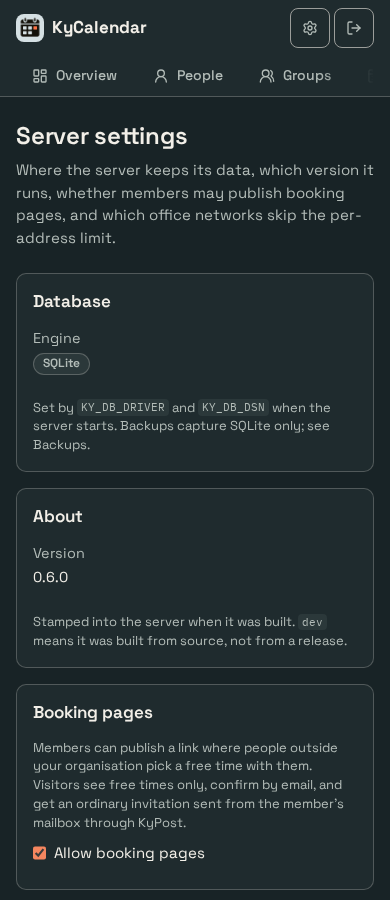 KyCalendar
Overview
People
Groups
Server settings
Where the server keeps its data, which version it
runs, whether members may publish booking
pages, and which office networks skip the per-
address limit.
Database
Engine
SQLite
Set by KY_DB_DRIVER and KY_DB_DSN when the
server starts. Backups capture SQLite only; see
Backups.
About
Version
0.6.0
Stamped into the server when it was built. dev
means it was built from source, not from a release.
Booking pages
Members can publish a link where people outside
your organisation pick a free time with them.
Visitors see free times only, confirm by email, and
get an ordinary invitation sent from the member's
mailbox through KyPost.
Allow booking pages